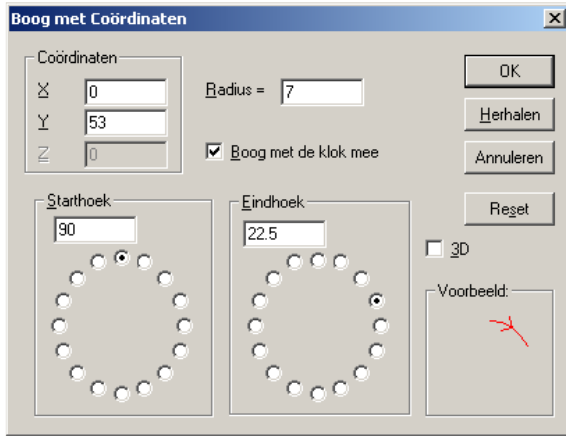 Boog met Coördinaten
Coördinaten
X 0
Y 53
Z 0
Radius = 7
Boog met de klok mee
OK
Herhalen
Annuleren
Reset
3D
Starthoek
90
Eindhoek
22.5
Voorbeeld: